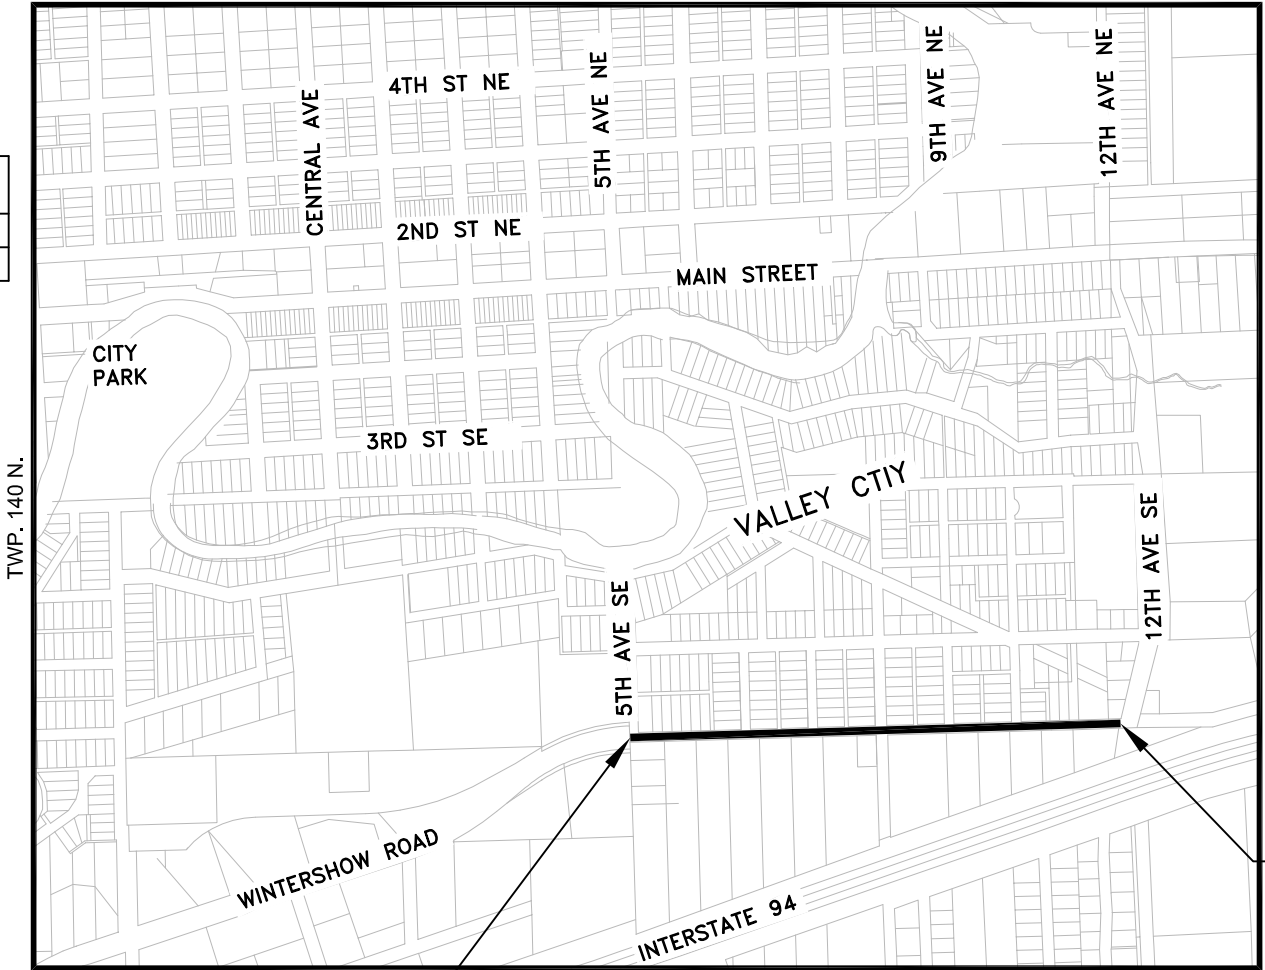 4TH ST NE
CENTRAL AVE
5TH AVE NE
9TH AVE NE
12TH AVE NE
2ND ST NE
MAIN STREET
CITY
PARK
3RD ST SE
TWP. 140 N.
VALLEY CTIY
5TH AVE SE
12TH AVE SE
WINTERSHOW ROAD
INTERSTATE 94